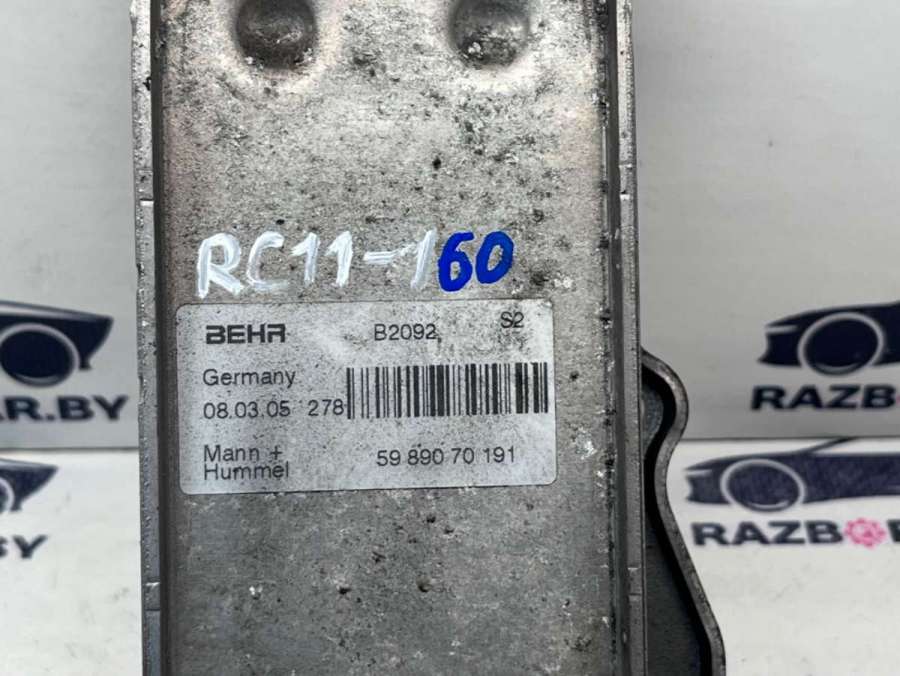 RC11-160
BEHR B2092 S2
Germany
08.03.05 278
Mann + 59 890 70 191
Hummel
AR.BY
RAZB
BY
RAZBO